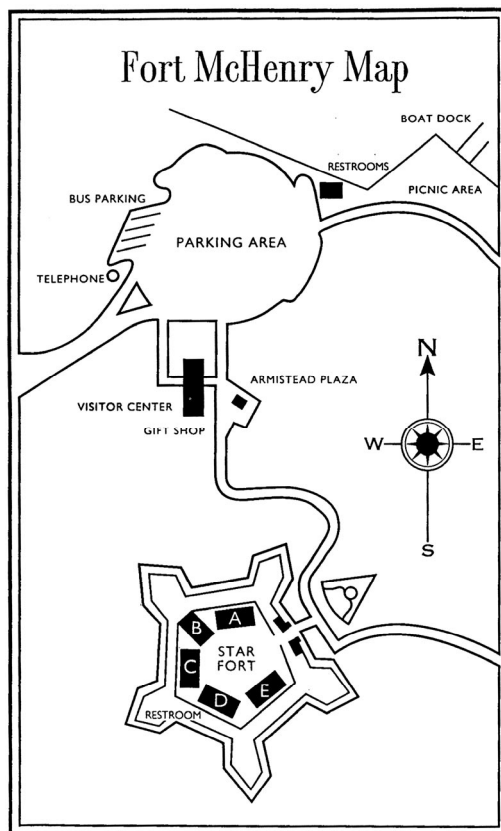 Fort McHenry Map
BOAT DOCK
RESTROOMS
PICNIC AREA
BUS PARKING
PARKING AREA
TELEPHONE
ARMISTEAD PLAZA
VISITOR CENTER
GIFT SHOP
N
W
E
S
A
B
STAR
FORT
C
D
E
RESTROOM